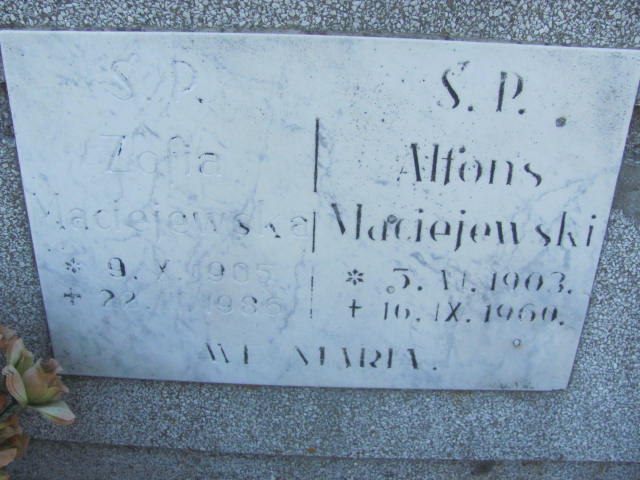 Ś.P.
Zofia
Maciejewska
* 9.X.1905
+ 22. 1986
Ś. P.
Alfons
Maciejewski
* 5. VI. 1903.
+ 16. IX. 1960.
AVE MARIA.